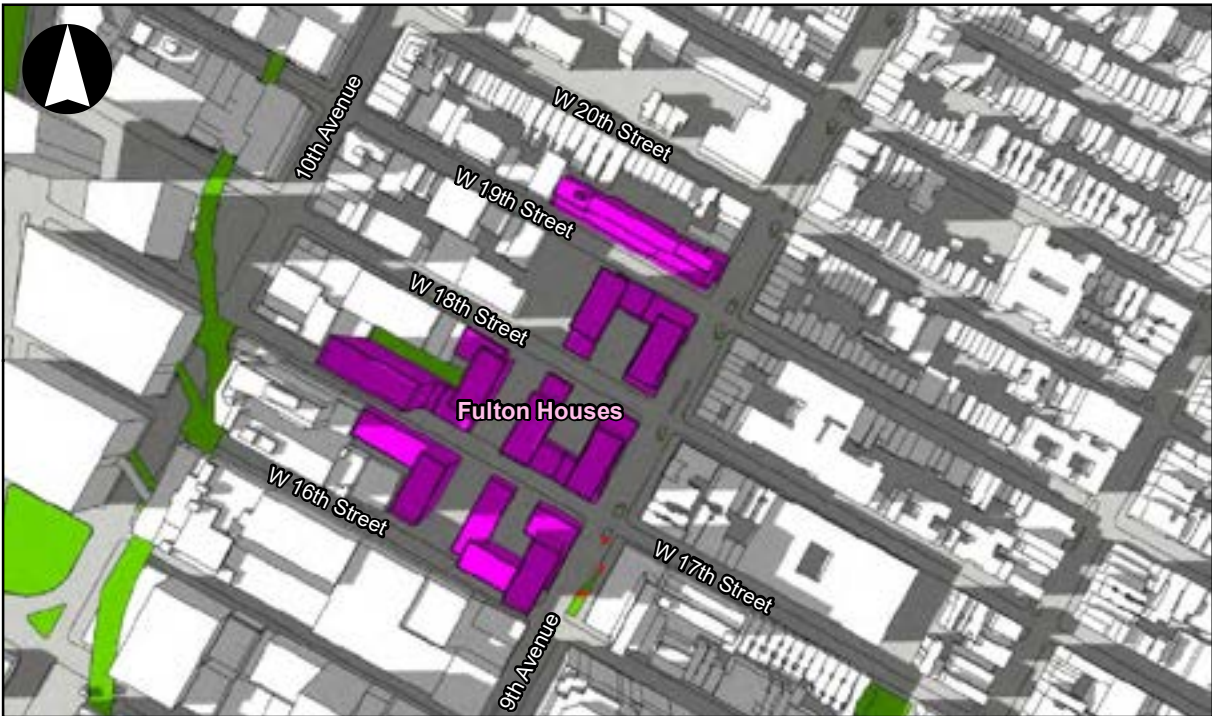 10th Avenue
W 20th Street
W 19th Street
W 18th Street
Fulton Houses
W 16th Street
W 17th Street
9th Avenue